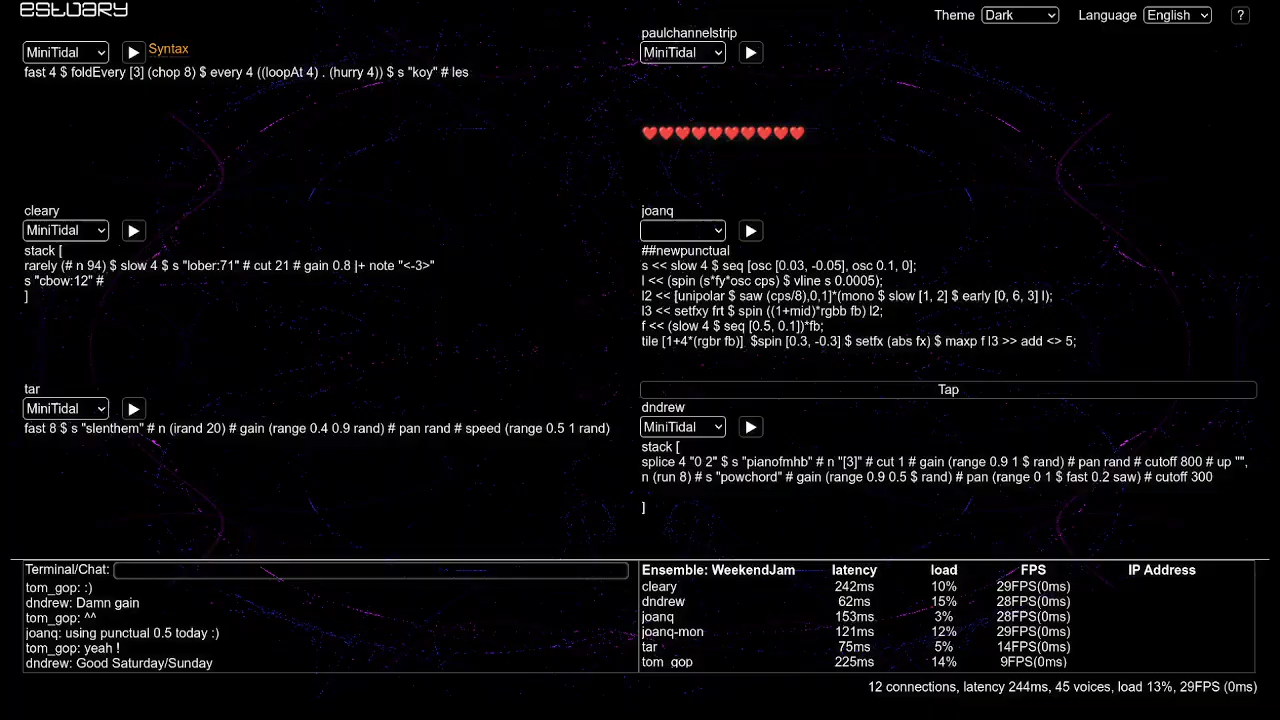 estuary
Theme Dark Language English ?
MiniTidal Syntax
fast 4 $ foldEvery [3] (chop 8) $ every 4 ((loopAt 4) . (hurry 4)) $ s "koy" # les
paulchannelstrip
MiniTidal
❤️❤️❤️❤️❤️❤️❤️❤️❤️❤️
cleary
MiniTidal
stack [
rarely (# n 94) $ slow 4 $ s "lober:71" # cut 21 # gain 0.8 |+ note "<-3>"
s "cbow:12" #
]
joanq
##newpunctual
s << slow 4 $ seq [osc [0.03, -0.05], osc 0.1, 0];
l << (spin (s*fy*osc cps) $ vline s 0.0005);
l2 << [unipolar $ saw (cps/8),0,1]*(mono $ slow [1, 2] $ early [0, 6, 3] l);
l3 << setfxy frt $ spin ((1+mid)*rgbb fb) l2;
f << (slow 4 $ seq [0.5, 0.1])*fb;
tile [1+4*(rgbr fb)] $spin [0.3, -0.3] $ setfx (abs fx) $ maxp f l3 >> add <> 5;
tar
MiniTidal
fast 8 $ s "slenthem" # n (irand 20) # gain (range 0.4 0.9 rand) # pan rand # speed (range 0.5 1 rand)
Tap
dndrew
MiniTidal
stack [
splice 4 "0 2" $ s "pianofmhb" # n "[3]" # cut 1 # gain (range 0.9 1 $ rand) # pan rand # cutoff 800 # up "",
n (run 8) # s "powchord" # gain (range 0.9 0.5 $ rand) # pan (range 0 1 $ fast 0.2 saw) # cutoff 300
]
Terminal/Chat:
tom_gop: :)
dndrew: Damn gain
tom_gop: ^^
joanq: using punctual 0.5 today :)
tom_gop: yeah !
dndrew: Good Saturday/Sunday
Ensemble: WeekendJam latency load FPS IP Address
cleary 242ms 10% 29FPS(0ms)
dndrew 62ms 15% 28FPS(0ms)
joanq 153ms 3% 28FPS(0ms)
joanq-mon 121ms 12% 29FPS(0ms)
tar 75ms 5% 14FPS(0ms)
tom_gop 225ms 14% 9FPS(0ms)
12 connections, latency 244ms, 45 voices, load 13%, 29FPS (0ms)